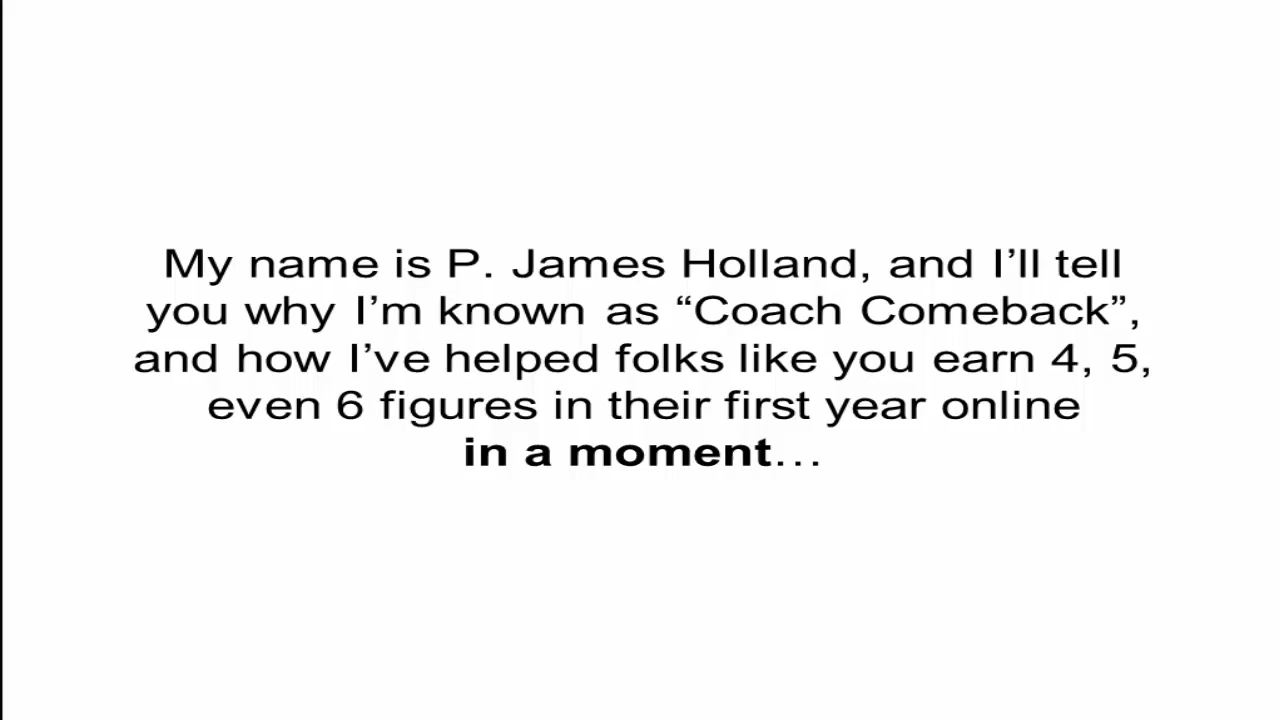 My name is P. James Holland, and I’ll tell
you why I’m known as “Coach Comeback”,
and how I’ve helped folks like you earn 4, 5,
even 6 figures in their first year online
in a moment…